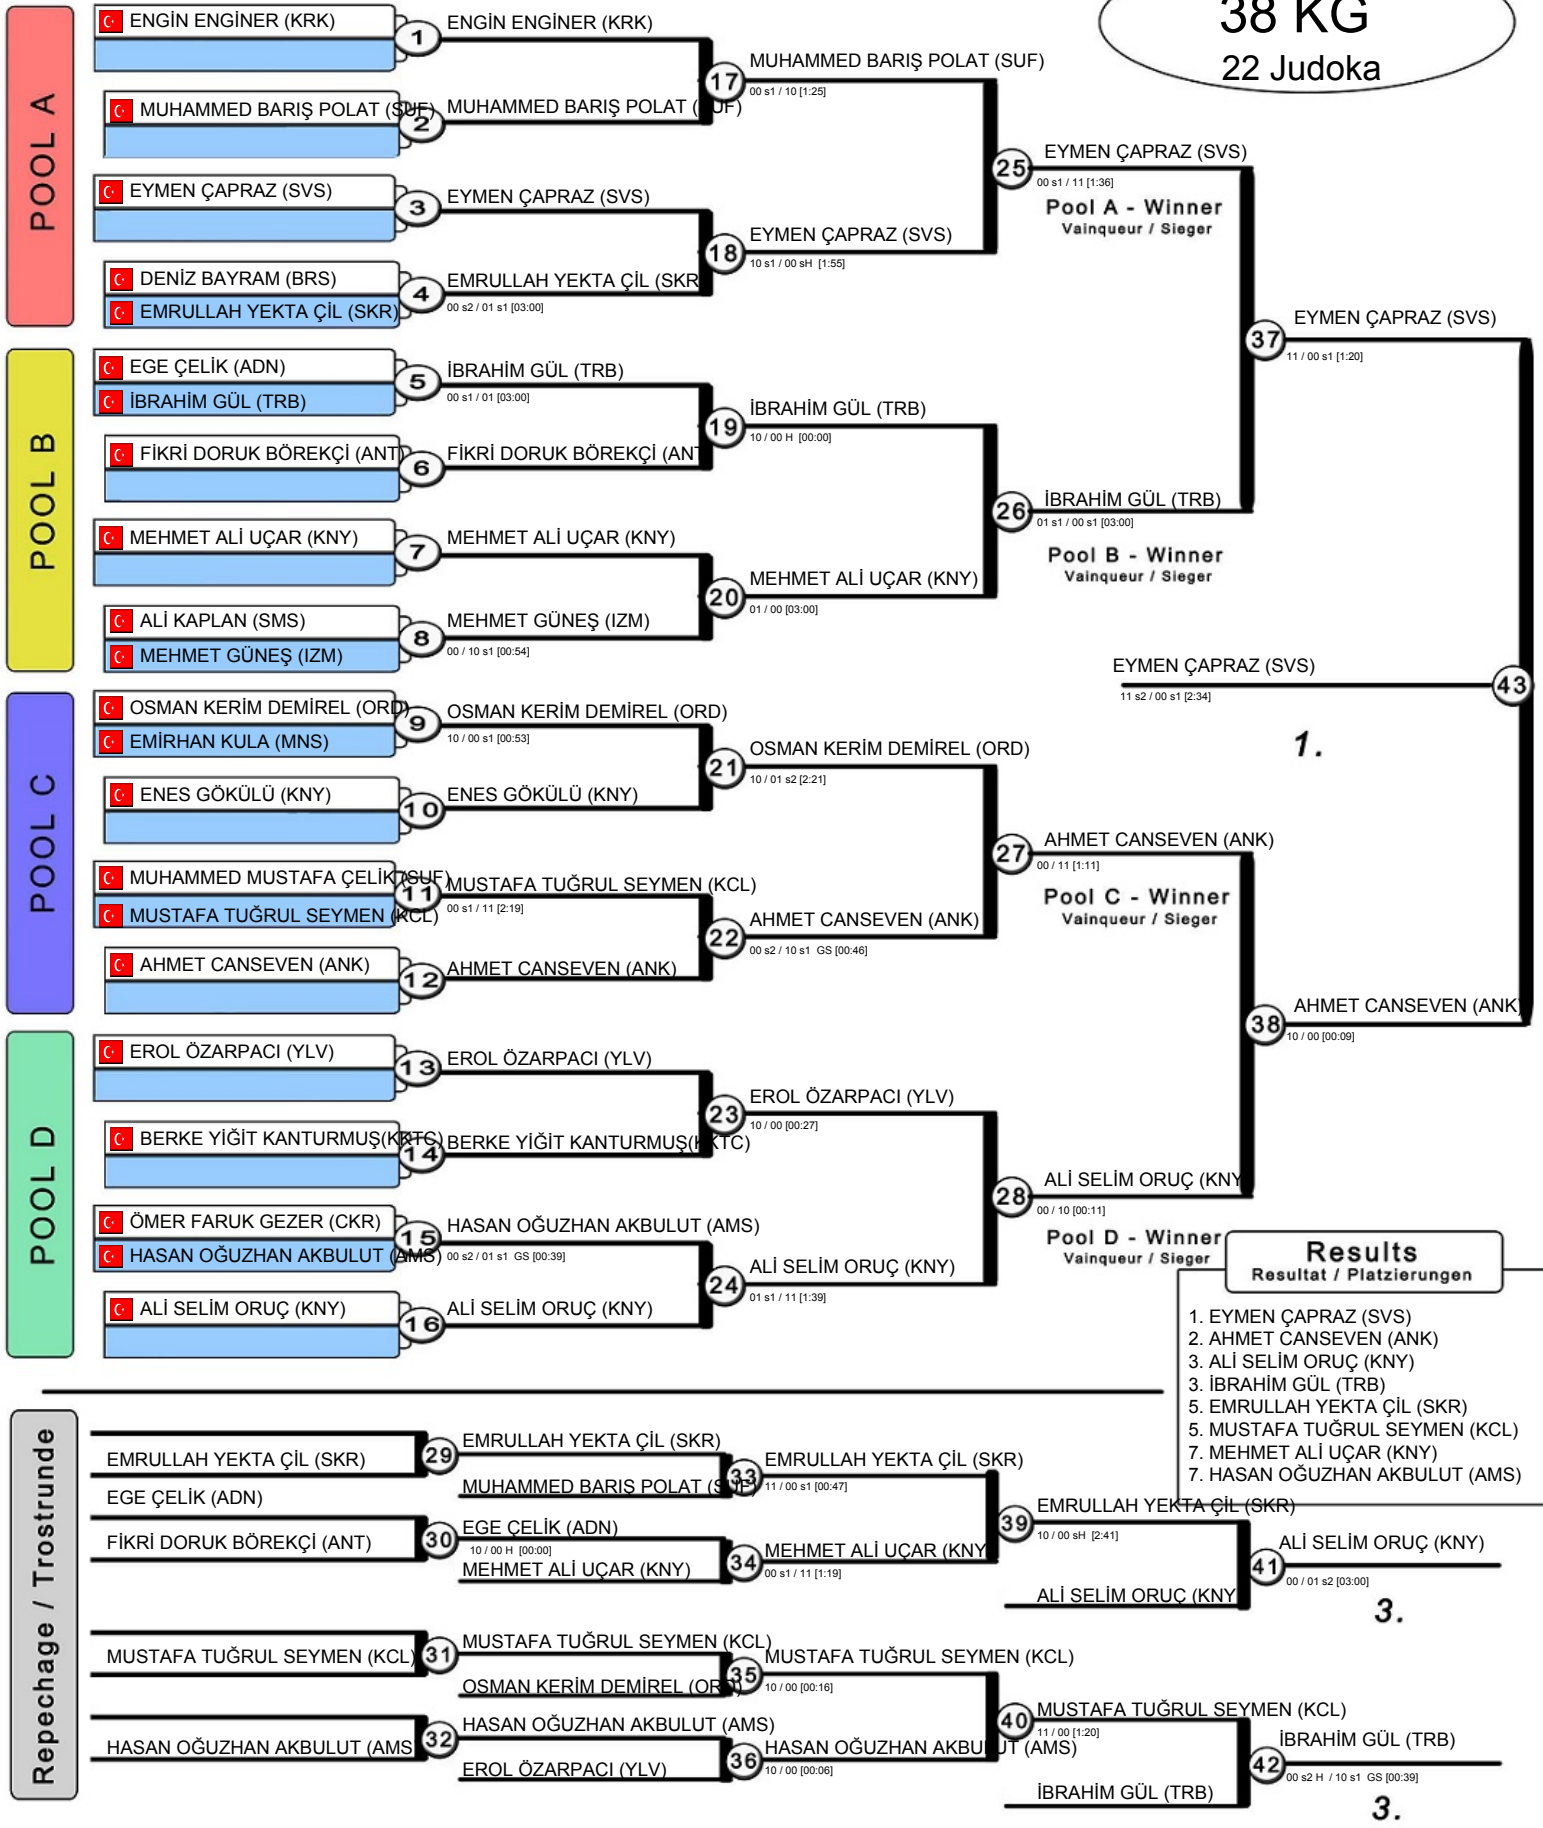 38 KG
22 Judoka
POOL A
ENGİN ENGİNER (KRK)
1
ENGİN ENGİNER (KRK)
MUHAMMED BARIŞ POLAT (SUF)
2
MUHAMMED BARIŞ POLAT (SUF)
17
MUHAMMED BARIŞ POLAT (SUF)
00 s1 / 10 [1:25]
EYMEN ÇAPRAZ (SVS)
3
EYMEN ÇAPRAZ (SVS)
DENİZ BAYRAM (BRS)
EMRULLAH YEKTA ÇİL (SKR)
4
EMRULLAH YEKTA ÇİL (SKR
00 s2 / 01 s1 [03:00]
18
EYMEN ÇAPRAZ (SVS)
10 s1 / 00 sH [1:55]
25
EYMEN ÇAPRAZ (SVS)
00 s1 / 11 [1:36]
Pool A - Winner
Vainqueur / Sieger
POOL B
EGE ÇELİK (ADN)
İBRAHİM GÜL (TRB)
5
İBRAHİM GÜL (TRB)
00 s1 / 01 [03:00]
FİKRİ DORUK BÖREKÇİ (ANT)
6
FİKRİ DORUK BÖREKÇİ (ANT
19
İBRAHİM GÜL (TRB)
10 / 00 H [00:00]
MEHMET ALİ UÇAR (KNY)
7
MEHMET ALİ UÇAR (KNY)
ALİ KAPLAN (SMS)
MEHMET GÜNEŞ (IZM)
8
MEHMET GÜNEŞ (IZM)
00 / 10 s1 [00:54]
20
MEHMET ALİ UÇAR (KNY)
01 / 00 [03:00]
26
İBRAHİM GÜL (TRB)
01 s1 / 00 s1 [03:00]
Pool B - Winner
Vainqueur / Sieger
37
EYMEN ÇAPRAZ (SVS)
11 / 00 s1 [1:20]
EYMEN ÇAPRAZ (SVS)
43
11 s2 / 00 s1 [2:34]
1.
POOL C
OSMAN KERİM DEMİREL (ORD)
EMİRHAN KULA (MNS)
9
OSMAN KERİM DEMİREL (ORD)
10 / 00 s1 [00:53]
ENES GÖKÜLÜ (KNY)
10
ENES GÖKÜLÜ (KNY)
21
OSMAN KERİM DEMİREL (ORD)
10 / 01 s2 [2:21]
MUHAMMED MUSTAFA ÇELİK (SUF)
MUSTAFA TUĞRUL SEYMEN (KCL)
11
MUSTAFA TUĞRUL SEYMEN (KCL)
00 s1 / 11 [2:19]
AHMET CANSEVEN (ANK)
12
AHMET CANSEVEN (ANK)
22
AHMET CANSEVEN (ANK)
00 s2 / 10 s1 GS [00:46]
27
AHMET CANSEVEN (ANK)
00 / 11 [1:11]
Pool C - Winner
Vainqueur / Sieger
POOL D
EROL ÖZARPACI (YLV)
13
EROL ÖZARPACI (YLV)
BERKE YİĞİT KANTURMUŞ(KKTC)
14
BERKE YİĞİT KANTURMUŞ(KKTC)
23
EROL ÖZARPACI (YLV)
10 / 00 [00:27]
ÖMER FARUK GEZER (CKR)
HASAN OĞUZHAN AKBULUT (AMS)
15
HASAN OĞUZHAN AKBULUT (AMS)
00 s2 / 01 s1 GS [00:39]
ALİ SELİM ORUÇ (KNY)
16
ALİ SELİM ORUÇ (KNY)
24
ALİ SELİM ORUÇ (KNY)
01 s1 / 11 [1:39]
28
ALİ SELİM ORUÇ (KNY
00 / 10 [00:11]
Pool D - Winner
Vainqueur / Sieger
38
AHMET CANSEVEN (ANK
10 / 00 [00:09]
Results
Resultat / Platzierungen
1. EYMEN ÇAPRAZ (SVS)
2. AHMET CANSEVEN (ANK)
3. ALİ SELİM ORUÇ (KNY)
3. İBRAHİM GÜL (TRB)
5. EMRULLAH YEKTA ÇİL (SKR)
5. MUSTAFA TUĞRUL SEYMEN (KCL)
7. MEHMET ALİ UÇAR (KNY)
7. HASAN OĞUZHAN AKBULUT (AMS)
Repechage / Trostrunde
EMRULLAH YEKTA ÇİL (SKR)
29
EMRULLAH YEKTA ÇİL (SKR)
MUHAMMED BARIŞ POLAT (SUF)
33
EMRULLAH YEKTA ÇİL (SKR)
11 / 00 s1 [00:47]
EGE ÇELİK (ADN)
FİKRİ DORUK BÖREKÇİ (ANT)
30
EGE ÇELİK (ADN)
10 / 00 H [00:00]
MEHMET ALİ UÇAR (KNY)
34
MEHMET ALİ UÇAR (KNY
00 s1 / 11 [1:19]
39
EMRULLAH YEKTA ÇİL (SKR)
10 / 00 sH [2:41]
ALİ SELİM ORUÇ (KNY
41
ALİ SELİM ORUÇ (KNY)
00 / 01 s2 [03:00]
3.
MUSTAFA TUĞRUL SEYMEN (KCL)
31
MUSTAFA TUĞRUL SEYMEN (KCL)
OSMAN KERİM DEMİREL (ORD)
35
MUSTAFA TUĞRUL SEYMEN (KCL)
10 / 00 [00:16]
HASAN OĞUZHAN AKBULUT (AMS
32
HASAN OĞUZHAN AKBULUT (AMS)
EROL ÖZARPACI (YLV)
36
HASAN OĞUZHAN AKBULUT (AMS)
10 / 00 [00:06]
40
MUSTAFA TUĞRUL SEYMEN (KCL)
11 / 00 [1:20]
İBRAHİM GÜL (TRB)
42
İBRAHİM GÜL (TRB)
00 s2 H / 10 s1 GS [00:39]
3.